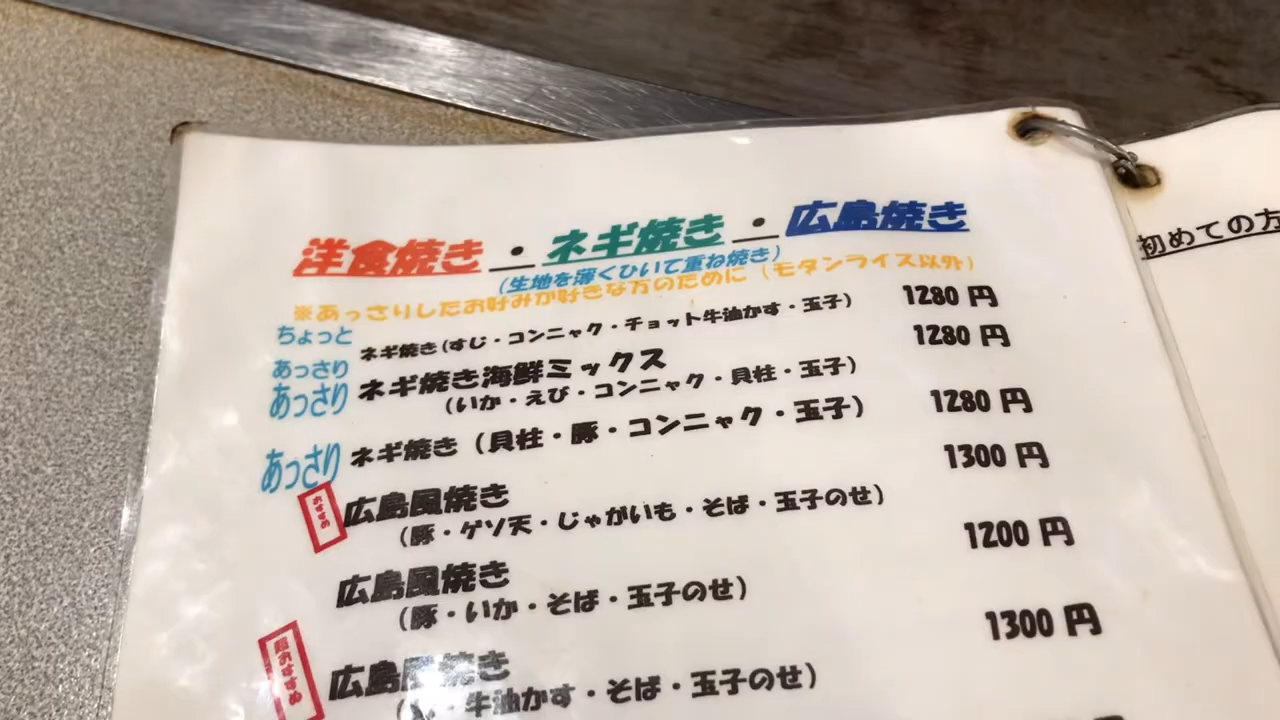 洋食焼き・ネギ焼き・広島焼き
(生地を薄くひいて重ね焼き)
※あっさりしたお好みが好きな方のために(モダンライス以外)
ちょっとあっさり ネギ焼き(すじ・コンニャク・チョット牛油かす・玉子) 1280円
あっさり ネギ焼き海鮮ミックス 1280円
(いか・えび・コンニャク・貝柱・玉子)
あっさり ネギ焼き(貝柱・豚・コンニャク・玉子) 1280円
おすすめ 広島風焼き 1300円
(豚・ゲソ天・じゃがいも・そば・玉子のせ)
広島風焼き 1200円
(豚・いか・そば・玉子のせ)
おすすめ 広島風焼き 1300円
・牛油かす・そば・玉子のせ)
初めての方